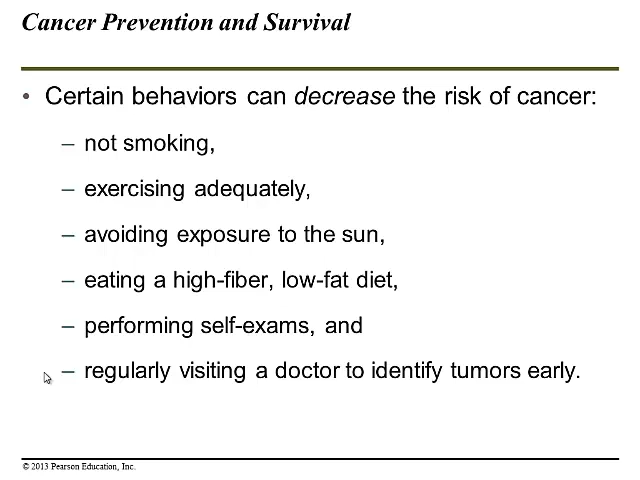 Cancer Prevention and Survival
• Certain behaviors can decrease the risk of cancer:
– not smoking,
– exercising adequately,
– avoiding exposure to the sun,
– eating a high-fiber, low-fat diet,
– performing self-exams, and
– regularly visiting a doctor to identify tumors early.
© 2013 Pearson Education, Inc.